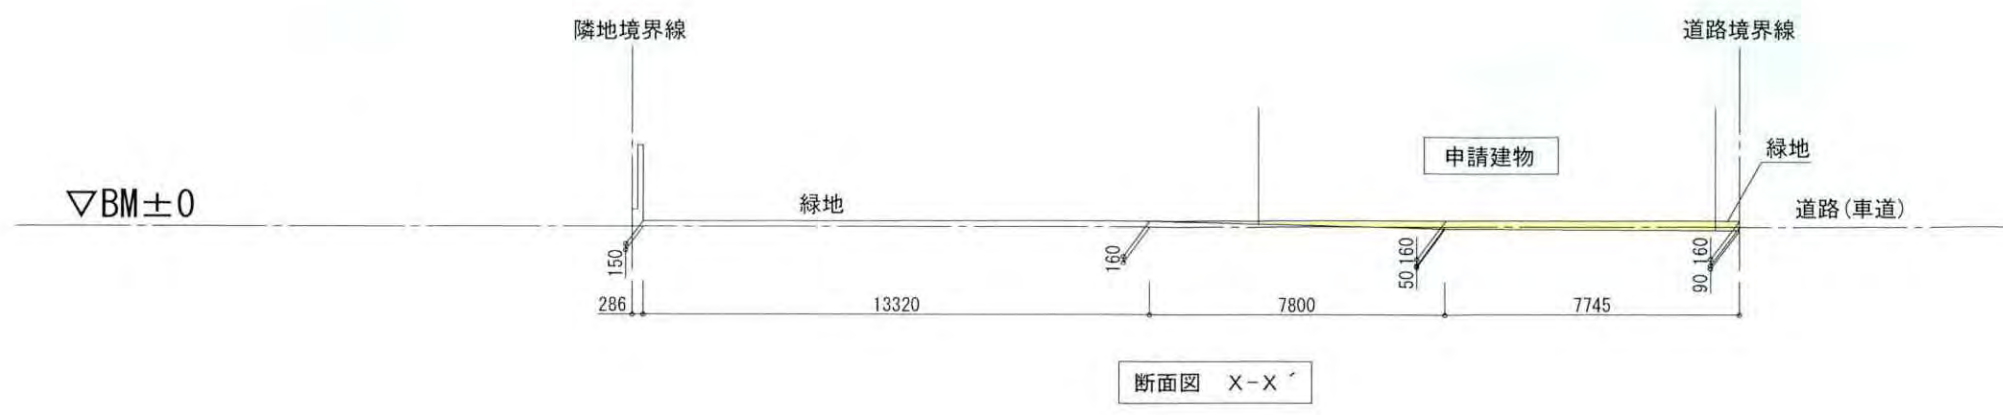 隣地境界線
道路境界線
申請建物
緑地
▽BM±0
緑地
道路(車道)
150
160
50 160
90 160
286
13320
7800
7745
断面図 X-X´